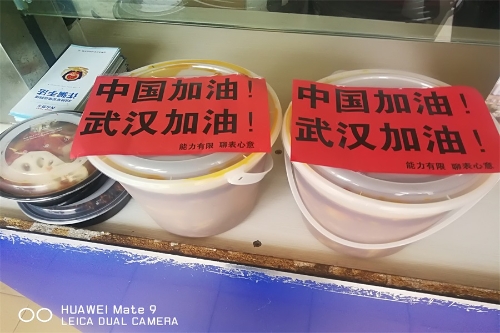 中国加油！
武汉加油！
能力有限 聊表心意
中国加油！
武汉加油！
能力有限 聊表心意
HUAWEI Mate 9
LEICA DUAL CAMERA